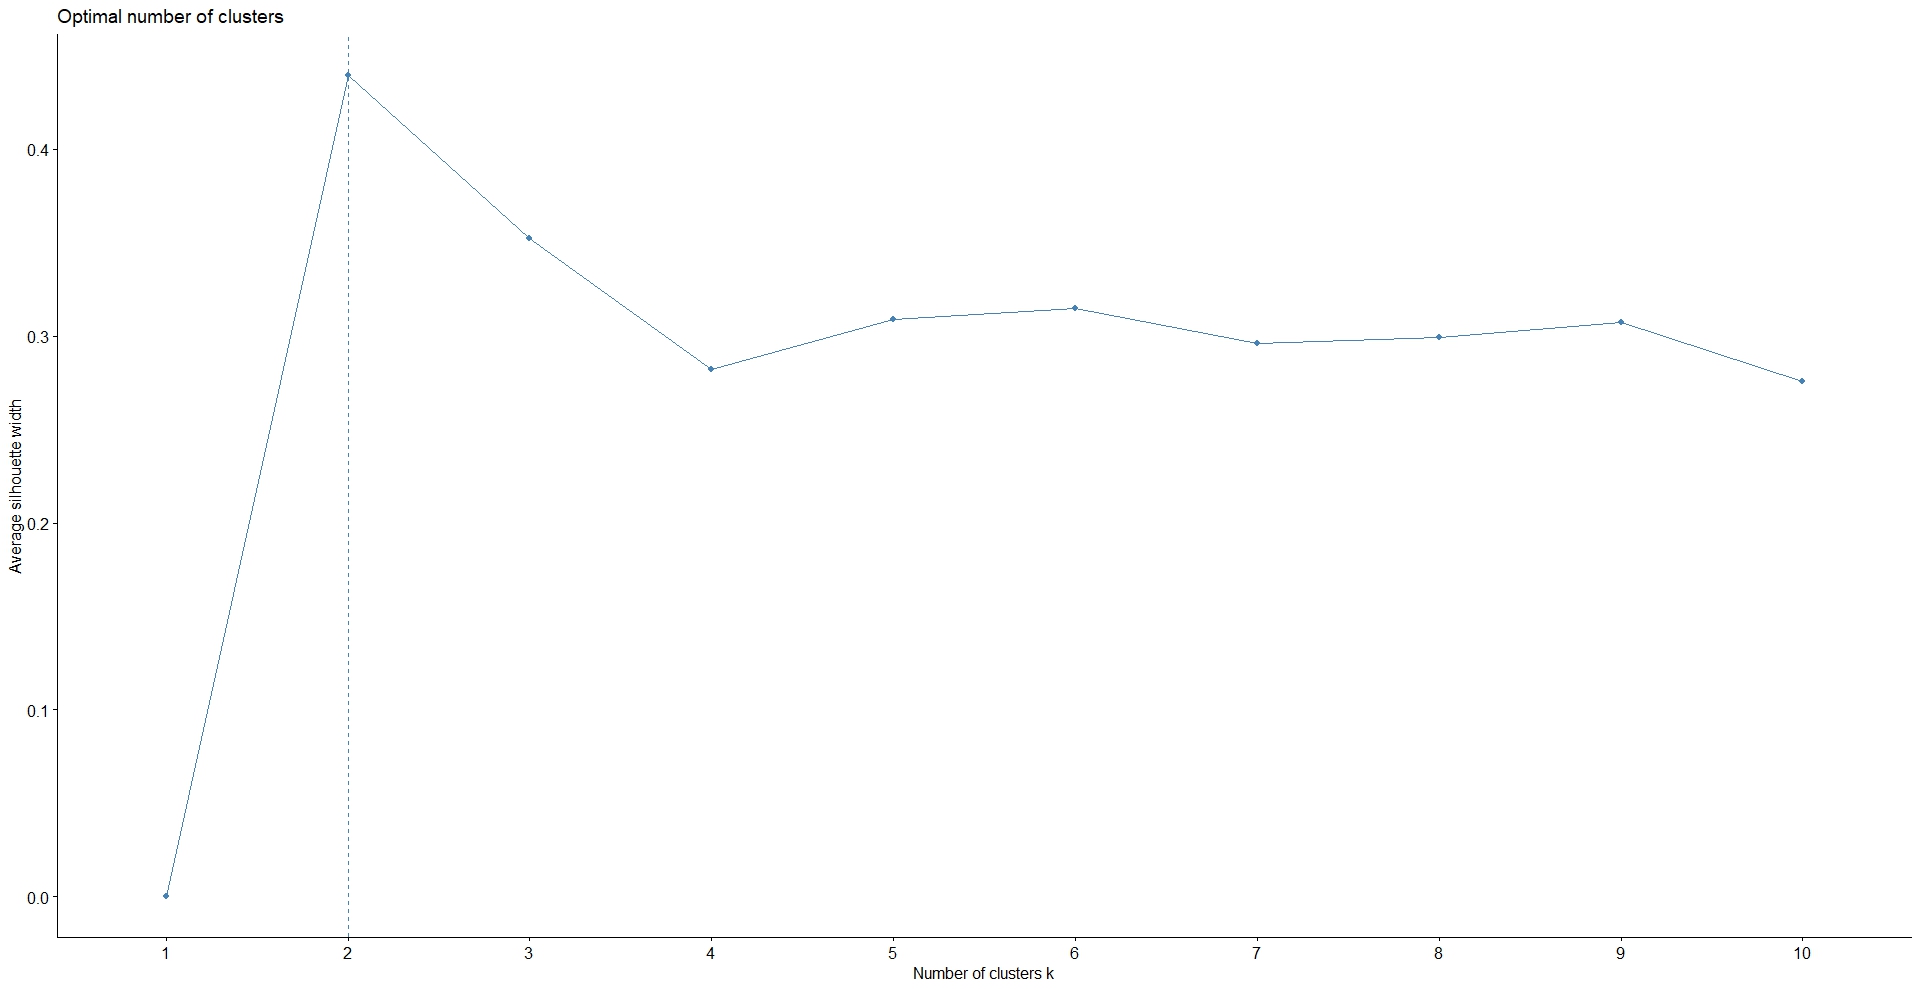 Optimal number of clusters
Average silhouette width
0.4
0.3
0.2
0.1
0.0
1 2 3 4 5 6 7 8 9 10
Number of clusters k